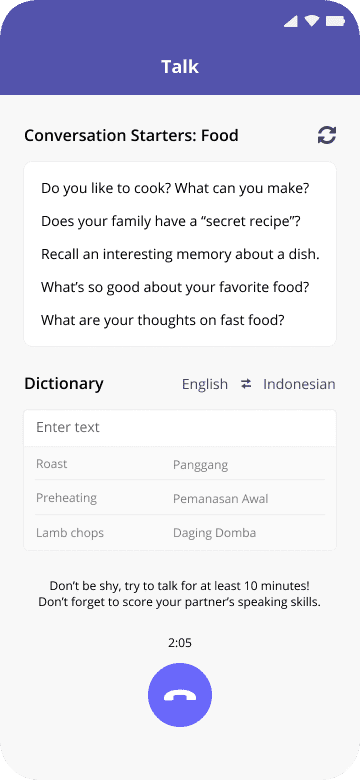 Talk
Conversation Starters: Food
Do you like to cook? What can you make?
Does your family have a “secret recipe”?
Recall an interesting memory about a dish.
What’s so good about your favorite food?
What are your thoughts on fast food?
Dictionary English Indonesian
Enter text
Roast Panggang
Preheating Pemanasan Awal
Lamb chops Daging Domba
Don’t be shy, try to talk for at least 10 minutes!
Don’t forget to score your partner’s speaking skills.
2:05